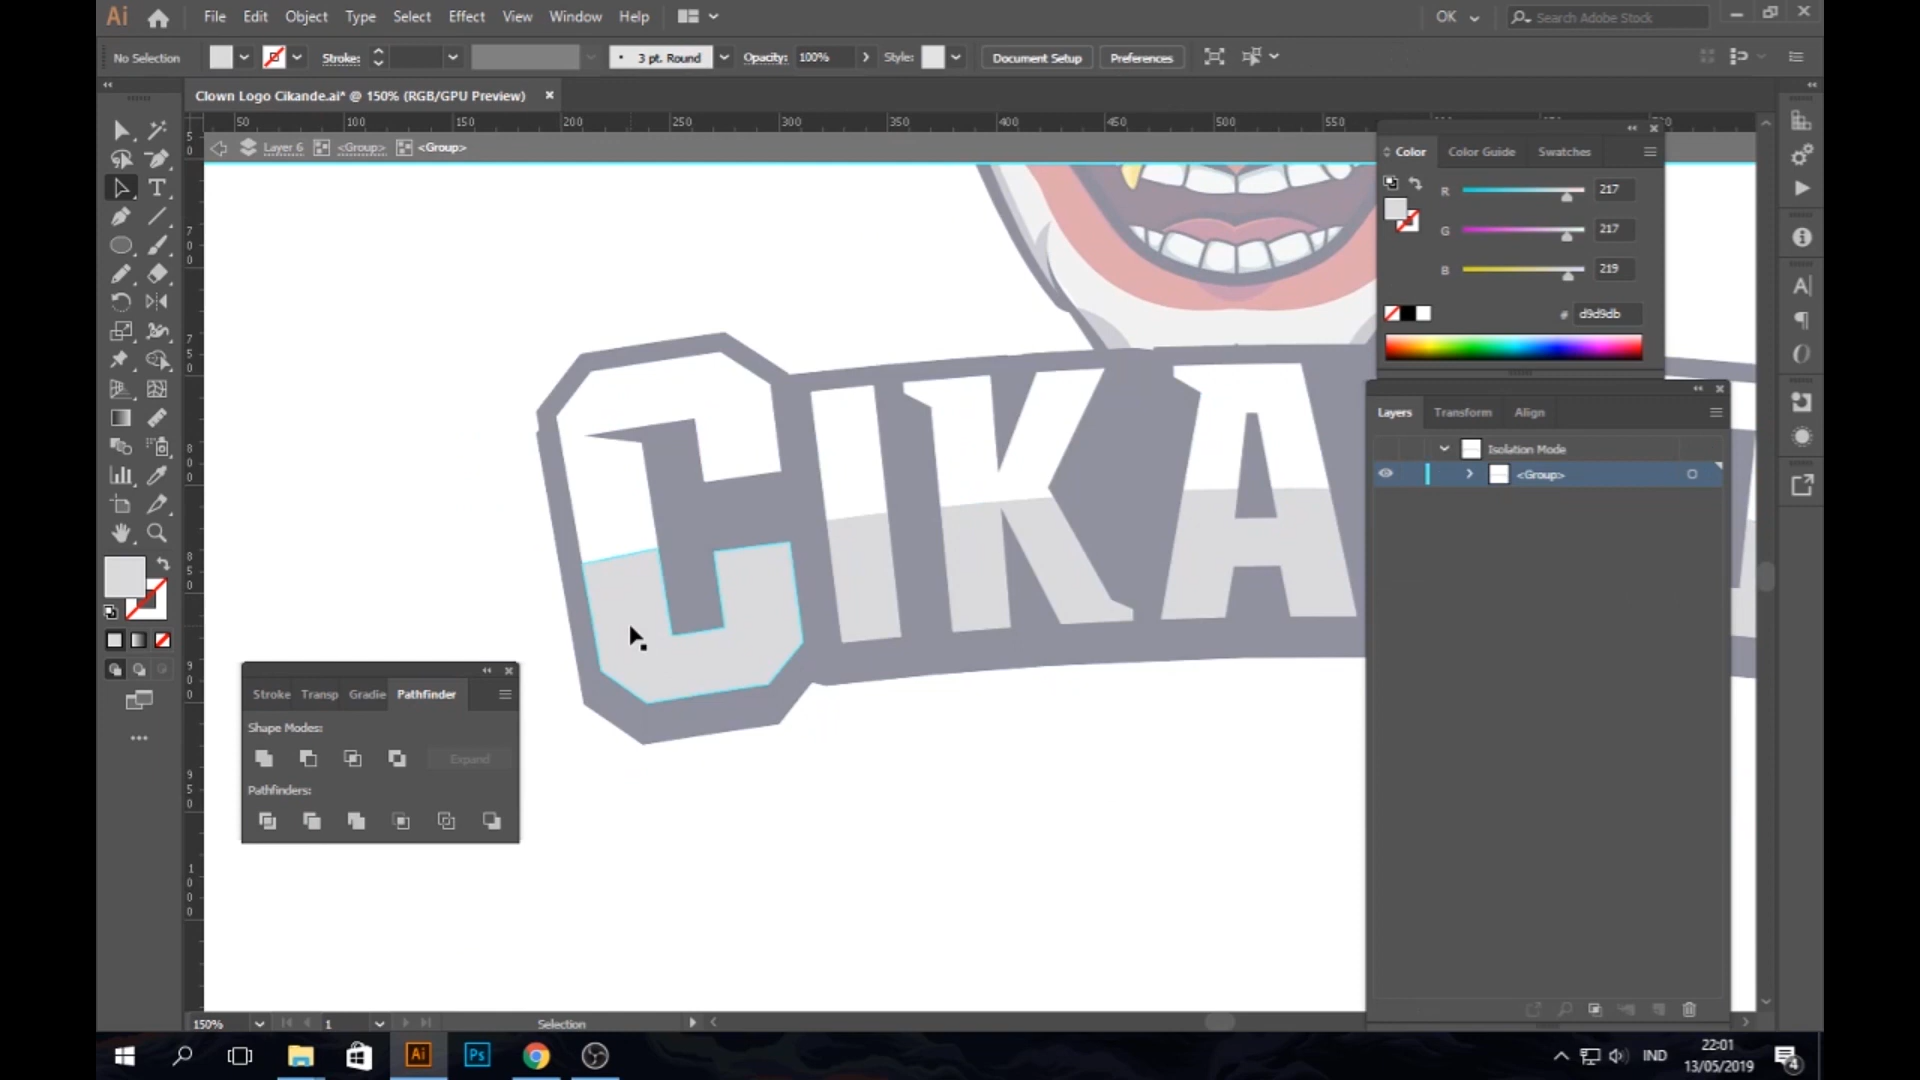 Ai File Edit Object Type Select Effect View Window Help OK Search Adobe Stock
No Selection Stroke: 3 pt. Round Opacity: 100% Style: Document Setup Preferences
Clown Logo Cikande.ai* @ 150% (RGB/GPU Preview)
50 100 150 200 250 300 350 400 450 500 550
Layer 6 <Group> <Group>
Color Color Guide Swatches
R 217
G 217
B 219
# d9d9db
CIKA
Layers Transform Align
Isolation Mode
<Group>
Stroke Transp Gradie Pathfinder
Shape Modes:
Expand
Pathfinders:
150% 1 Selection
Ai Ps IND 22:01
13/05/2019 4